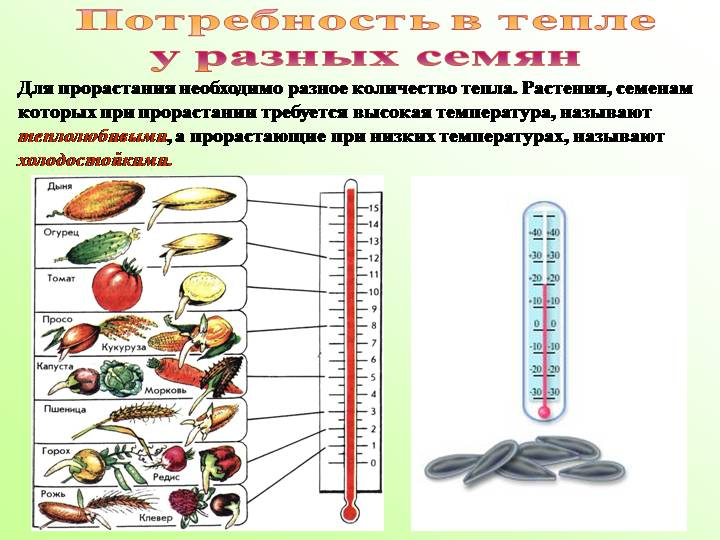 Потребность в тепле
у разных семян
Для прорастания необходимо разное количество тепла. Растения, семенам
которых при прорастании требуется высокая температура, называют
теплолюбивыми, а прорастающие при низких температурах, называют
холодостойкими.
Дыня
Огурец
Томат
Просо
Кукуруза
Капуста
Морковь
Пшеница
Горох
Редис
Рожь
Клевер
15
14
13
12
11
10
9
8
7
6
5
4
3
2
1
0
+40 +40
+30 +30
+20 +20
+10 +10
0 0
-10 -10
-20 -20
-30 -30